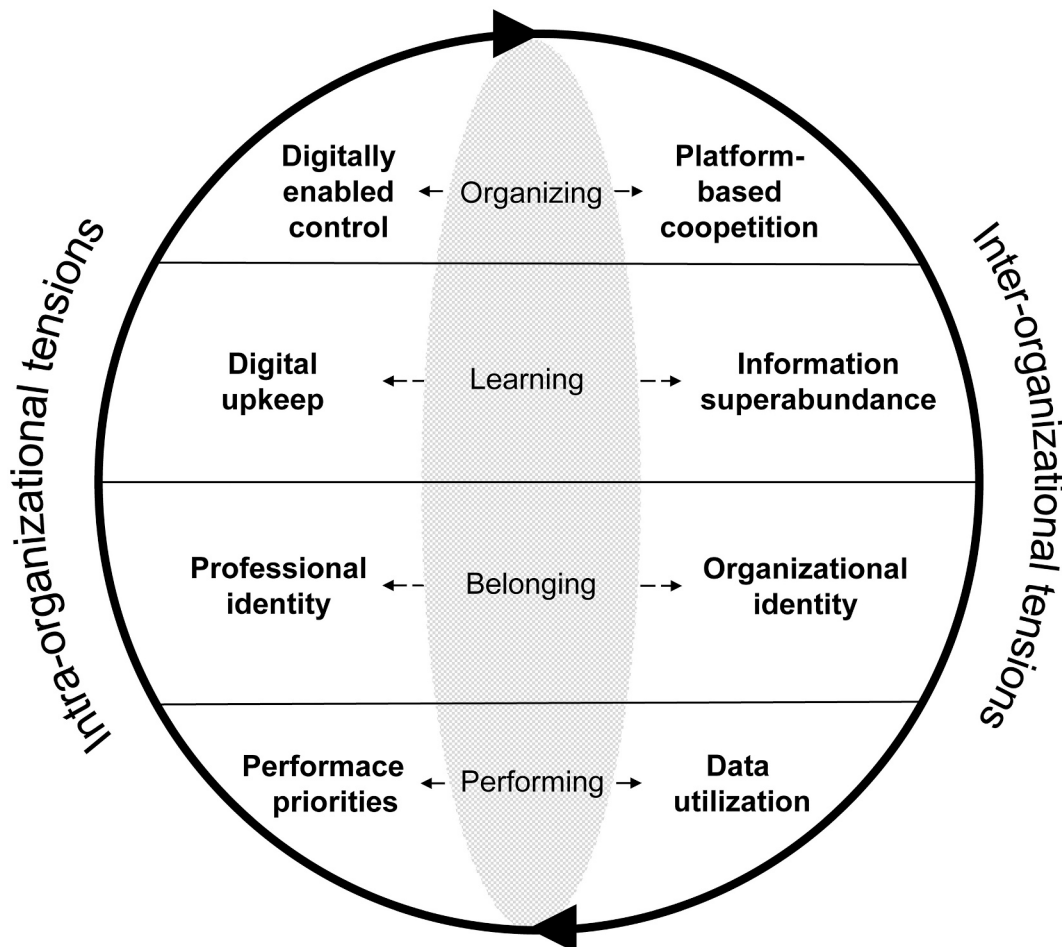 Intra-organizational tensions
Digitally
enabled
control
Organizing
Platform-
based
coopetition
Digital
upkeep
Learning
Information
superabundance
Professional
identity
Belonging
Organizational
identity
Performace
priorities
Performing
Data
utilization
Inter-organizational tensions